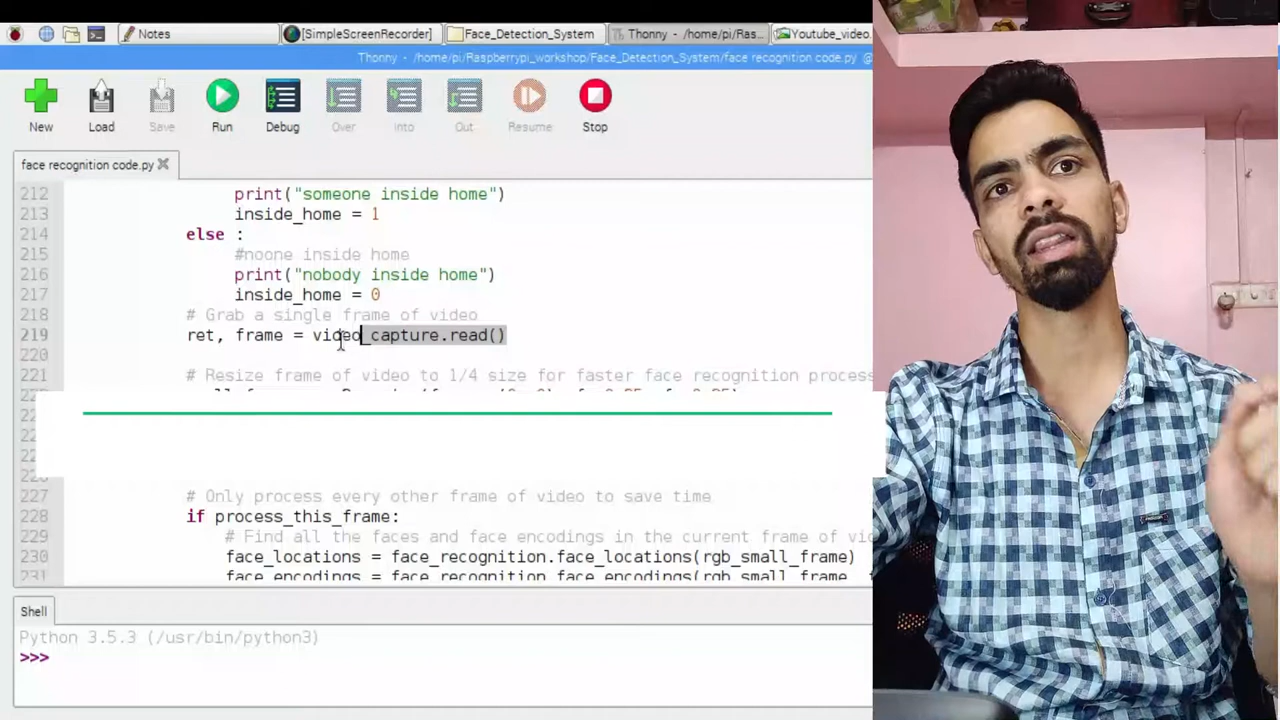 Notes
[SimpleScreenRecorder]
Face_Detection_System
Thonny - /home/pi/Ras...
Youtube_video.
Thonny - /home/pi/Raspberrypi_workshop/Face_Detection_System/face recognition code.py @
New
Load
Save
Run
Debug
Over
Into
Out
Resume
Stop
face recognition code.py
212 print("someone inside home")
213 inside_home = 1
214 else :
215 #noone inside home
216 print("nobody inside home")
217 inside_home = 0
218 # Grab a single frame of video
219 ret, frame = video_capture.read()
220
221 # Resize frame of video to 1/4 size for faster face recognition process
227 # Only process every other frame of video to save time
228 if process_this_frame:
229 # Find all the faces and face encodings in the current frame of vi
230 face_locations = face_recognition.face_locations(rgb_small_frame)
231 face_encodings = face_recognition.face_encodings(rgb_small_frame,
Shell
Python 3.5.3 (/usr/bin/python3)
>>>